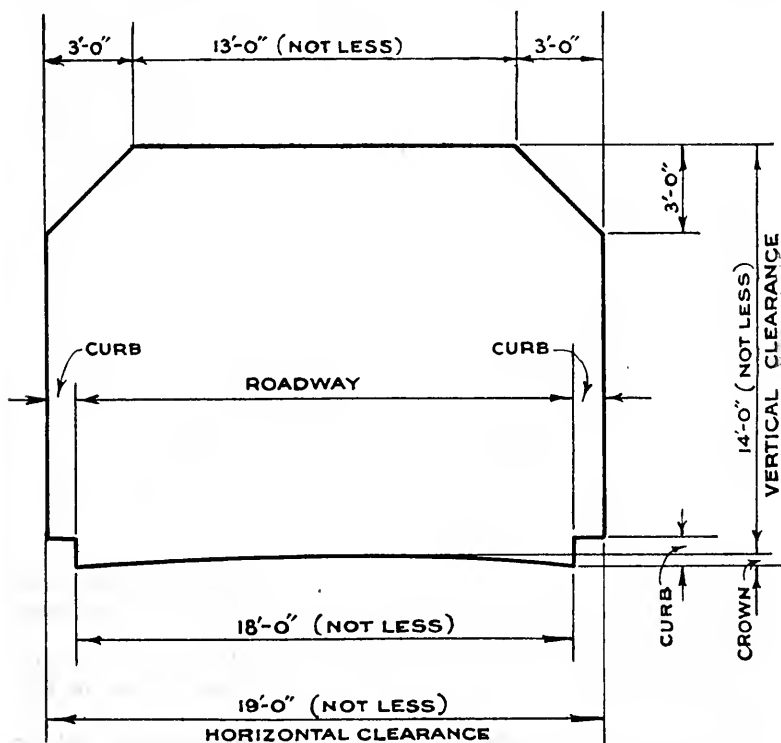 3'-0"
13'-0" (NOT LESS)
3'-0"
3'-0"
CURB
CURB
ROADWAY
14'-0" (NOT LESS)
VERTICAL CLEARANCE
CURB
CROWN
18'-0" (NOT LESS)
19'-0" (NOT LESS)
HORIZONTAL CLEARANCE